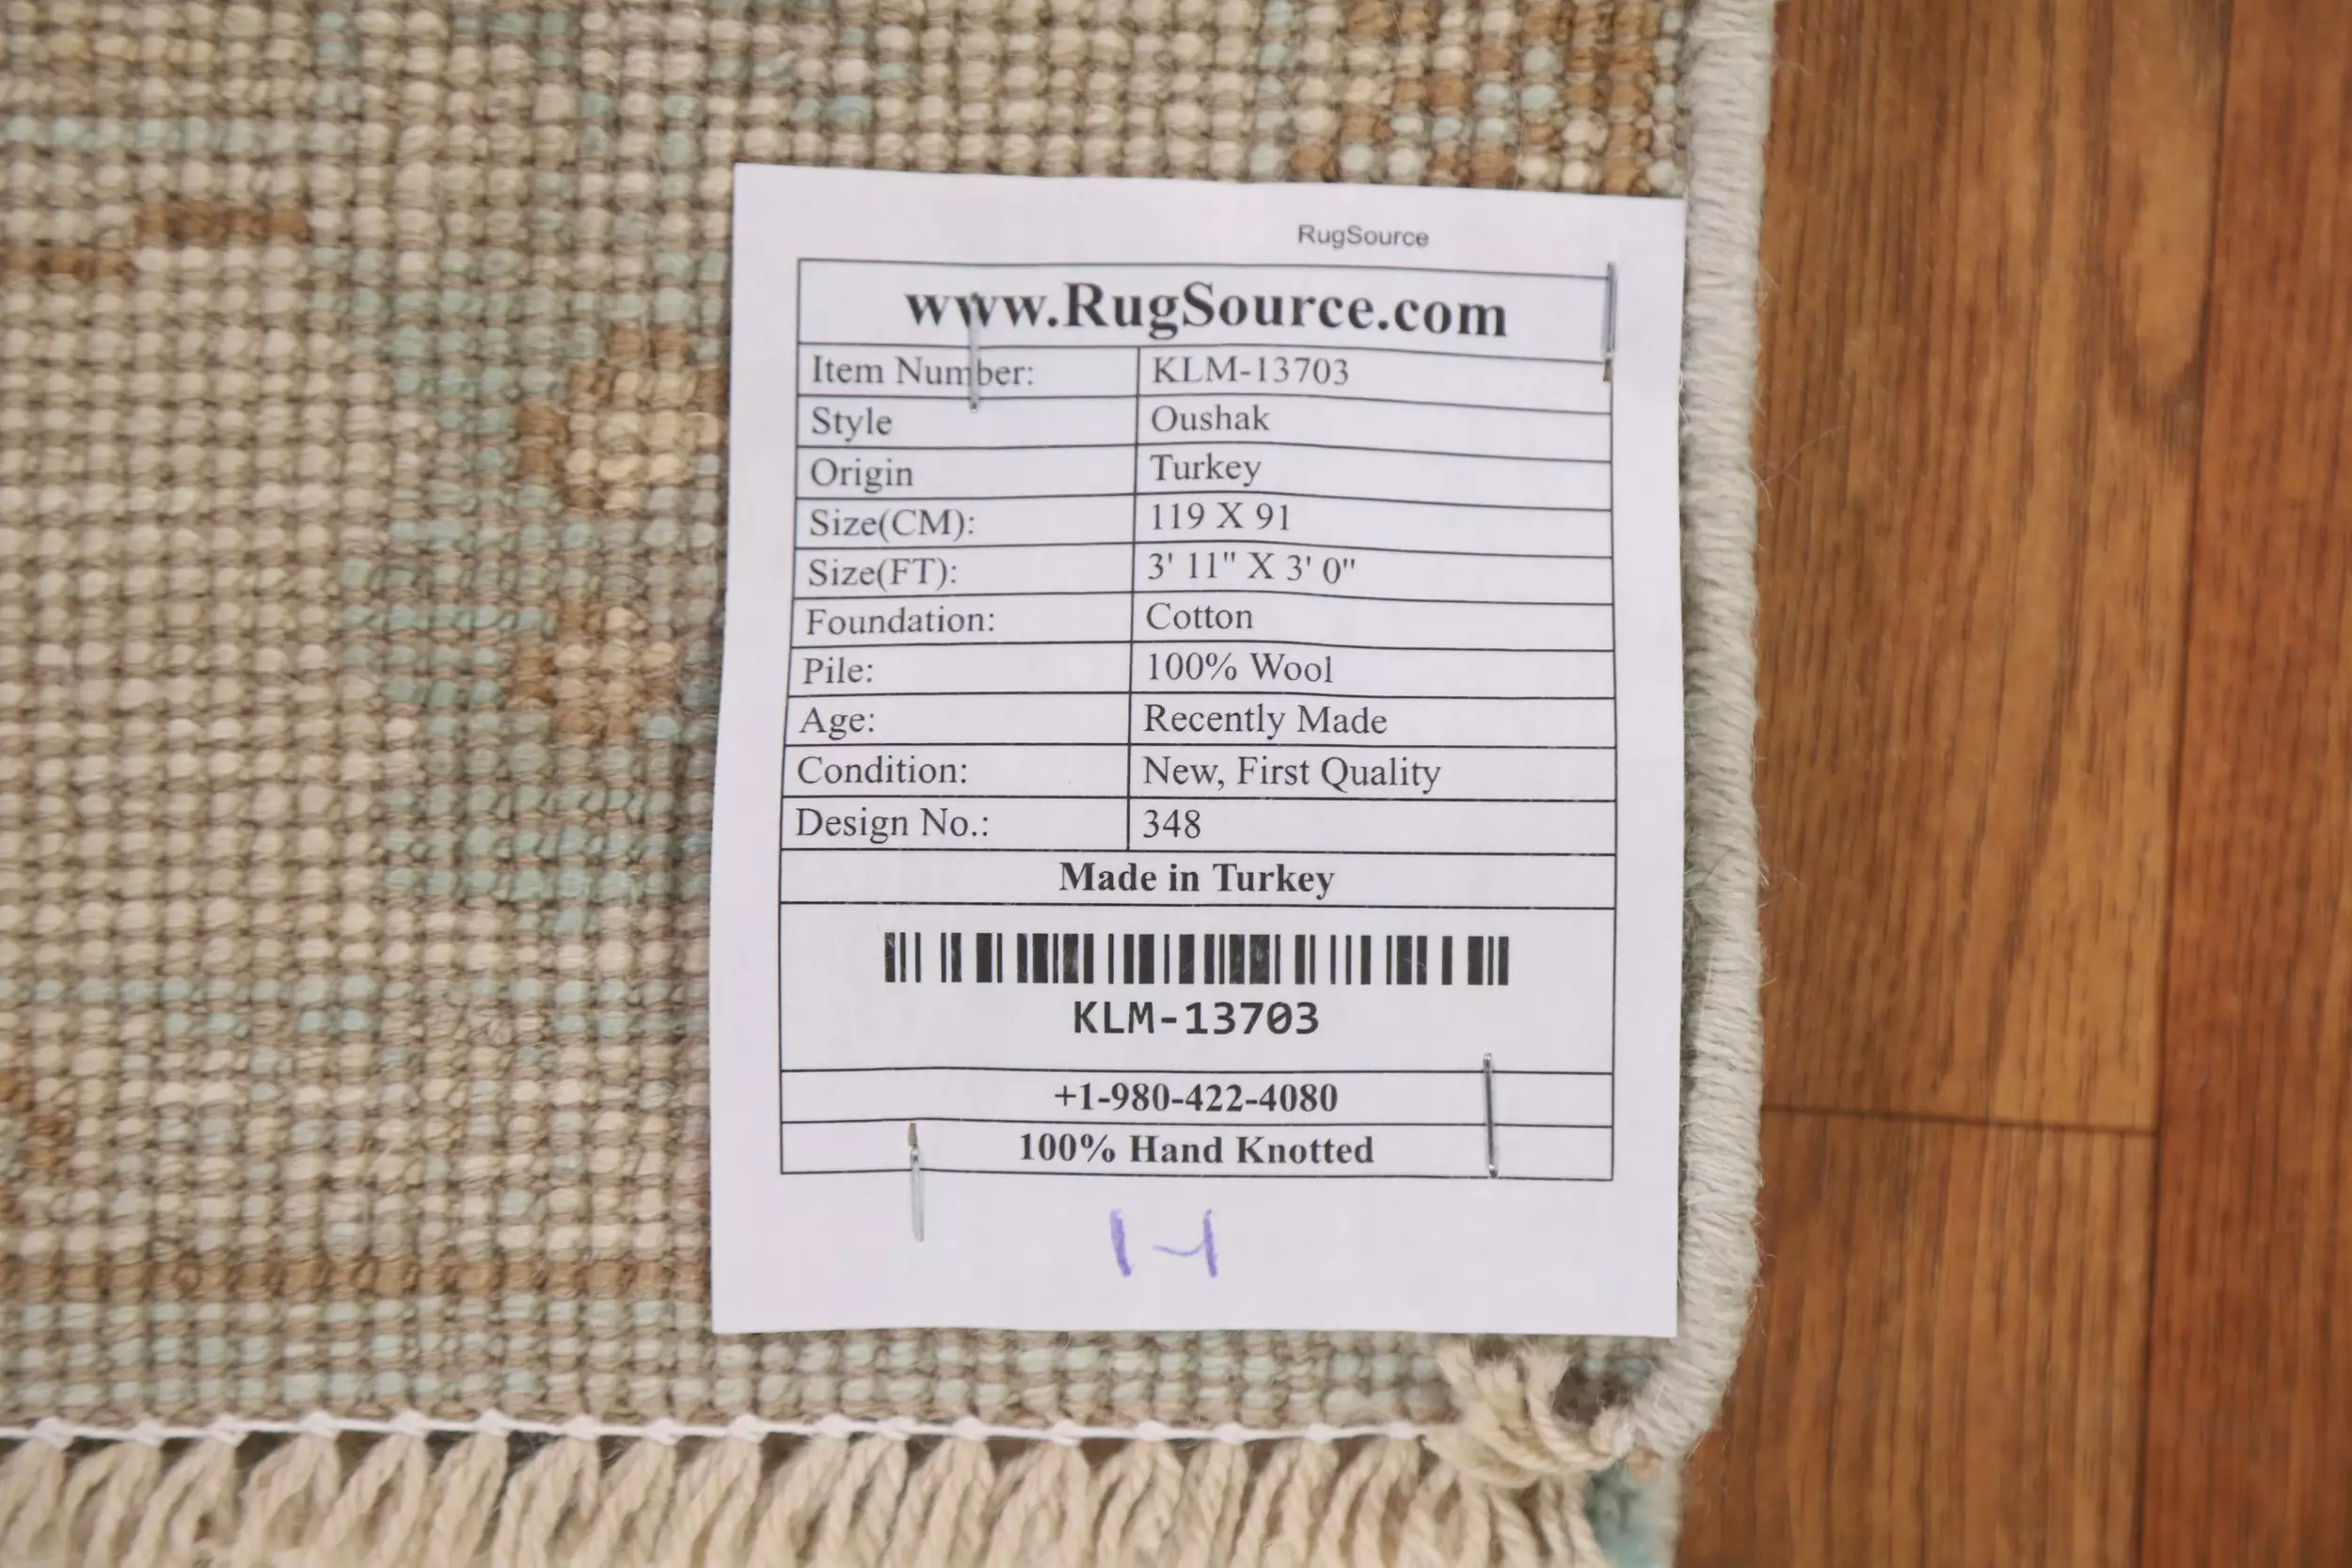 RugSource
www.RugSource.com
Item Number: KLM-13703
Style Oushak
Origin Turkey
Size(CM): 119 X 91
Size(FT): 3' 11" X 3' 0"
Foundation: Cotton
Pile: 100% Wool
Age: Recently Made
Condition: New, First Quality
Design No.: 348
Made in Turkey
KLM-13703
+1-980-422-4080
100% Hand Knotted